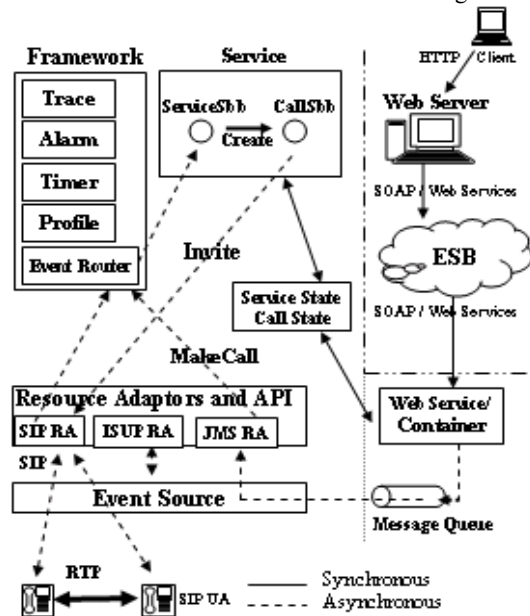 HTTP
Client.
Framework
Service
Web Server
Trace
Alarm
Timer
Profile
Event Router
ServiceSbb
CallSbb
Create
SOAP / Web Services
ESB
SOAP / Web Services
Invite
Service State
Call State
MakeCall
Resource Adaptors and API
SIP RA
ISUP RA
JMS RA
Web Service/
Container
SIP
Event Source
Message Queue
RTP
SIP UA
Synchronous
Asynchronous